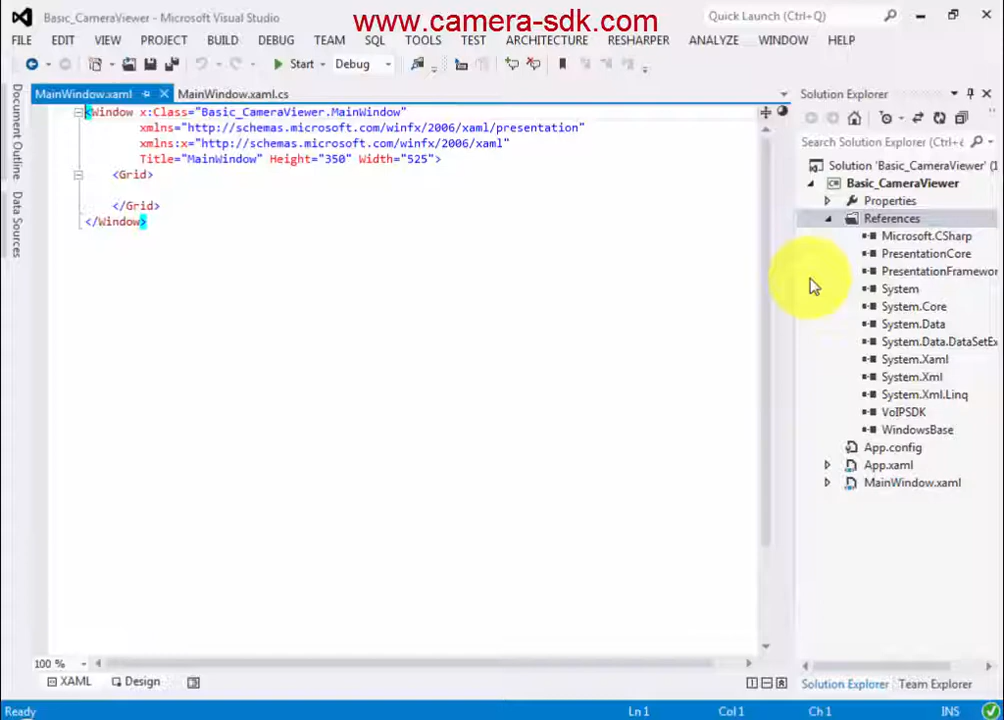 Basic_CameraViewer - Microsoft Visual Studio
www.camera-sdk.com
Quick Launch (Ctrl+Q)
FILE EDIT VIEW PROJECT BUILD DEBUG TEAM SQL TOOLS TEST ARCHITECTURE RESHARPER ANALYZE WINDOW HELP
Start Debug
Document Outline
Data Sources
MainWindow.xaml MainWindow.xaml.cs
<Window x:Class="Basic_CameraViewer.MainWindow"
xmlns="http://schemas.microsoft.com/winfx/2006/xaml/presentation"
xmlns:x="http://schemas.microsoft.com/winfx/2006/xaml"
Title="MainWindow" Height="350" Width="525">
<Grid>
</Grid>
</Window>
100 %
XAML Design
Solution Explorer
Search Solution Explorer (Ctrl+
Solution 'Basic_CameraViewer' (1
Basic_CameraViewer
Properties
References
Microsoft.CSharp
PresentationCore
PresentationFramewor
System
System.Core
System.Data
System.Data.DataSetEx
System.Xaml
System.Xml
System.Xml.Linq
VoIPSDK
WindowsBase
App.config
App.xaml
MainWindow.xaml
Solution Explorer Team Explorer
Ready Ln 1 Col 1 Ch 1 INS